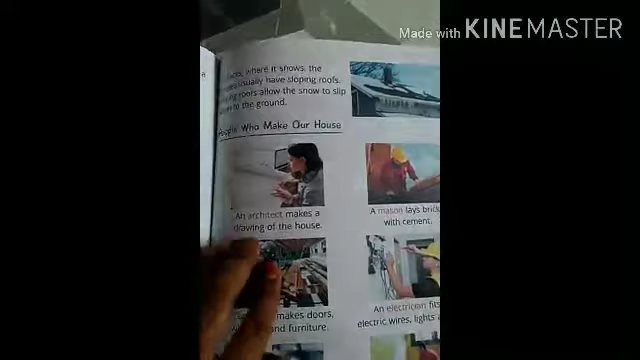 Made with KINEMASTER
where it snows, the
usually have sloping roofs.
roofs allow the snow to slip
to the ground.
People Who Make Our House
An architect makes a
drawing of the house.
A mason lays brick
with cement.
makes doors,
and furniture.
An electrician fits
electric wires, lights